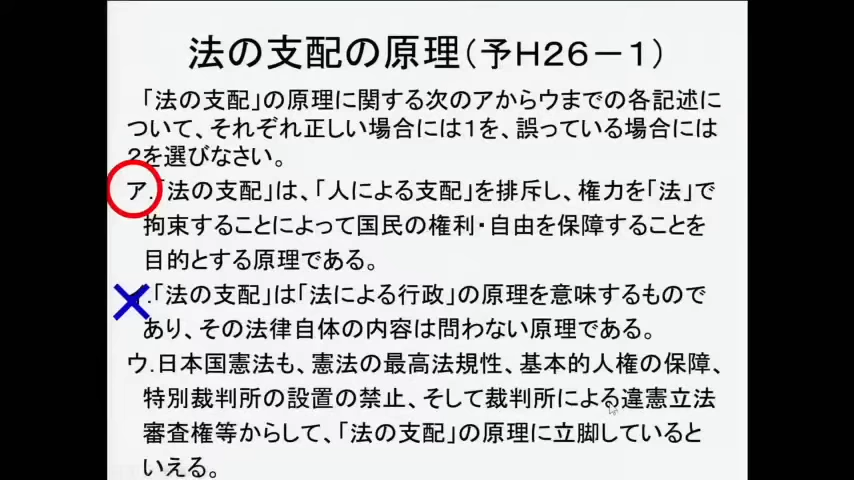 法の支配の原理(予H26-1)
「法の支配」の原理に関する次のアからウまでの各記述に
ついて、それぞれ正しい場合には1を、誤っている場合には
2を選びなさい。
ア.「法の支配」は、「人による支配」を排斥し、権力を「法」で
拘束することによって国民の権利・自由を保障することを
目的とする原理である。
.「法の支配」は「法による行政」の原理を意味するもので
あり、その法律自体の内容は問わない原理である。
ウ.日本国憲法も、憲法の最高法規性、基本的人権の保障、
特別裁判所の設置の禁止、そして裁判所による違憲立法
審査権等からして、「法の支配」の原理に立脚していると
いえる。